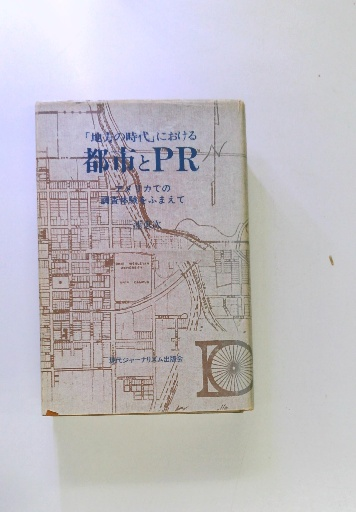 「地方の時代」における
都市とPR
アメリカでの
調査体験をふまえて
現代ジャーナリズム出版会
OHIO WESLEYAN